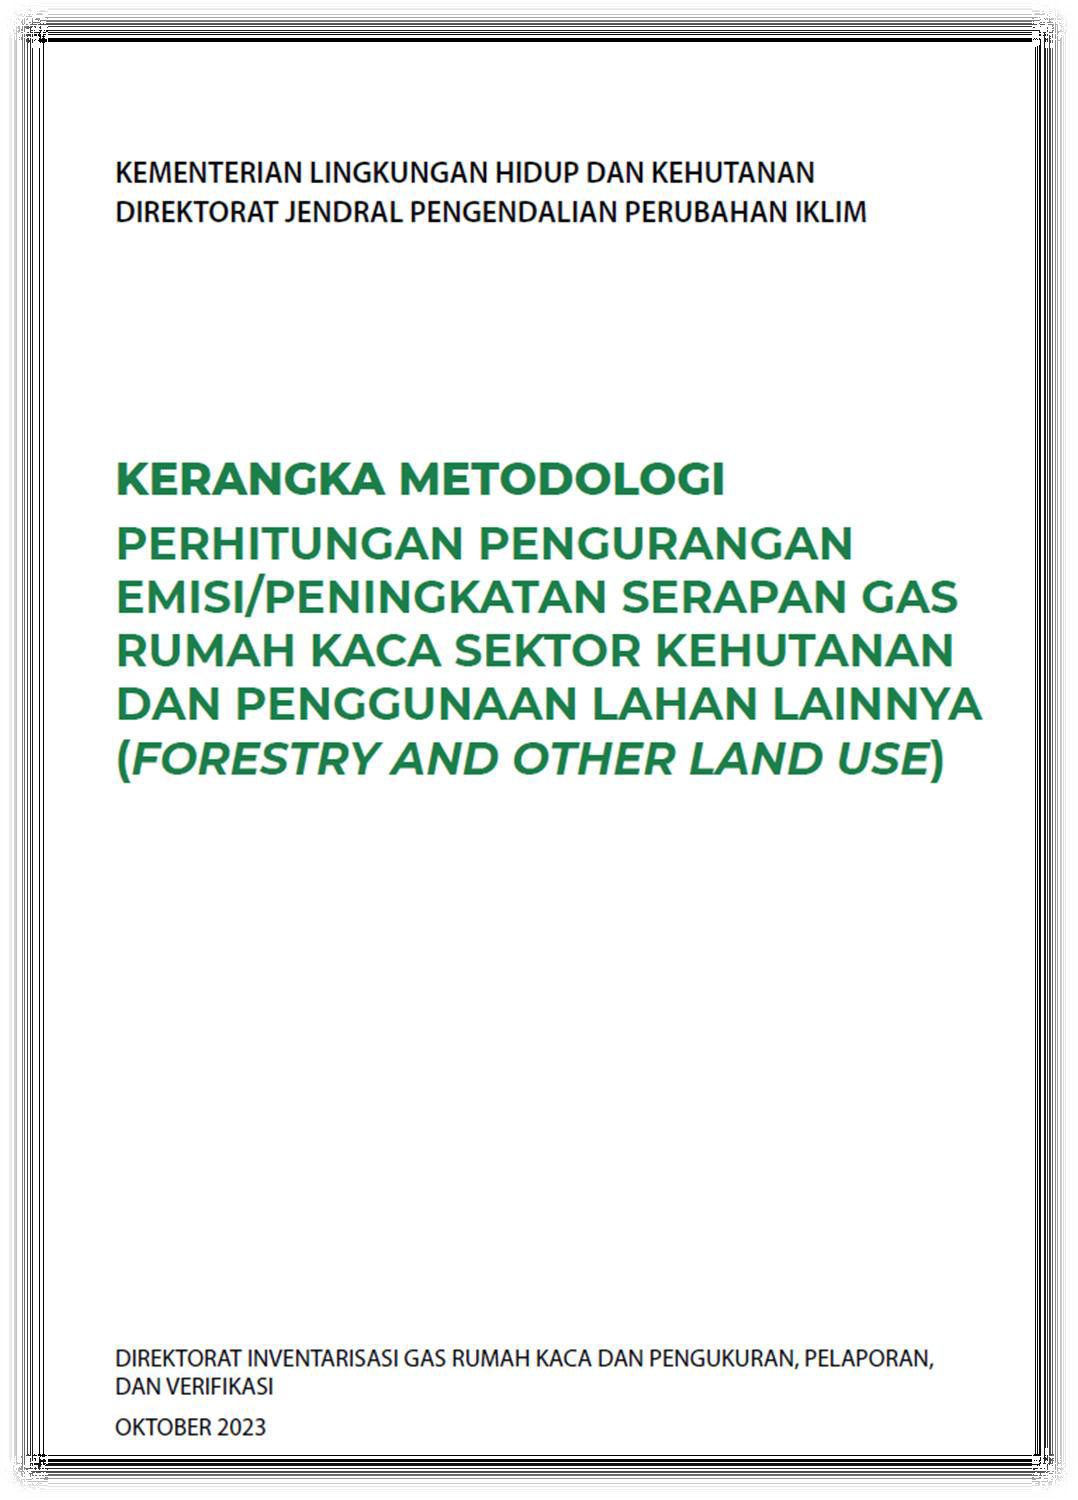 KEMENTERIAN LINGKUNGAN HIDUP DAN KEHUTANAN
DIREKTORAT JENDRAL PENGENDALIAN PERUBAHAN IKLIM
KERANGKA METODOLOGI
PERHITUNGAN PENGURANGAN
EMISI/PENINGKATAN SERAPAN GAS
RUMAH KACA SEKTOR KEHUTANAN
DAN PENGGUNAAN LAHAN LAINNYA
(FORESTRY AND OTHER LAND USE)
DIREKTORAT INVENTARISASI GAS RUMAH KACA DAN PENGUKURAN, PELAPORAN,
DAN VERIFIKASI
OKTOBER 2023